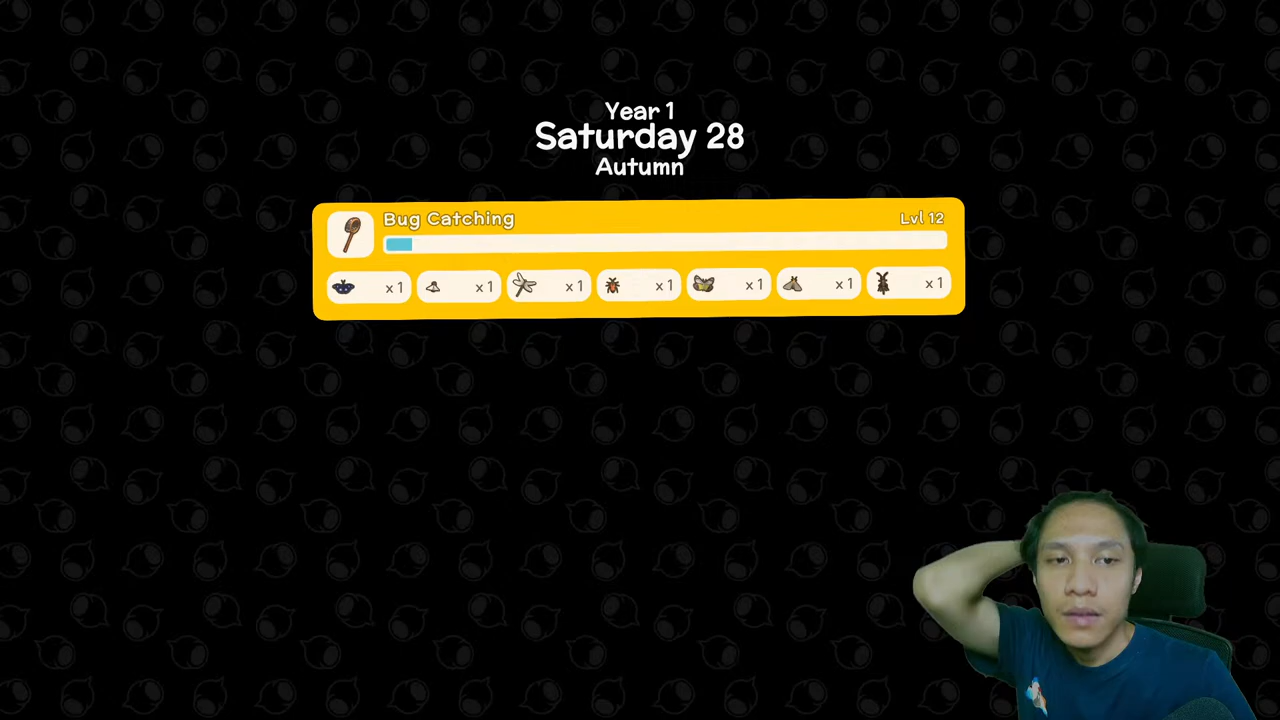 Year 1
Saturday 28
Autumn
Bug Catching
Lvl 12
x 1 x 1 x 1 x 1 x 1 x 1 x 1